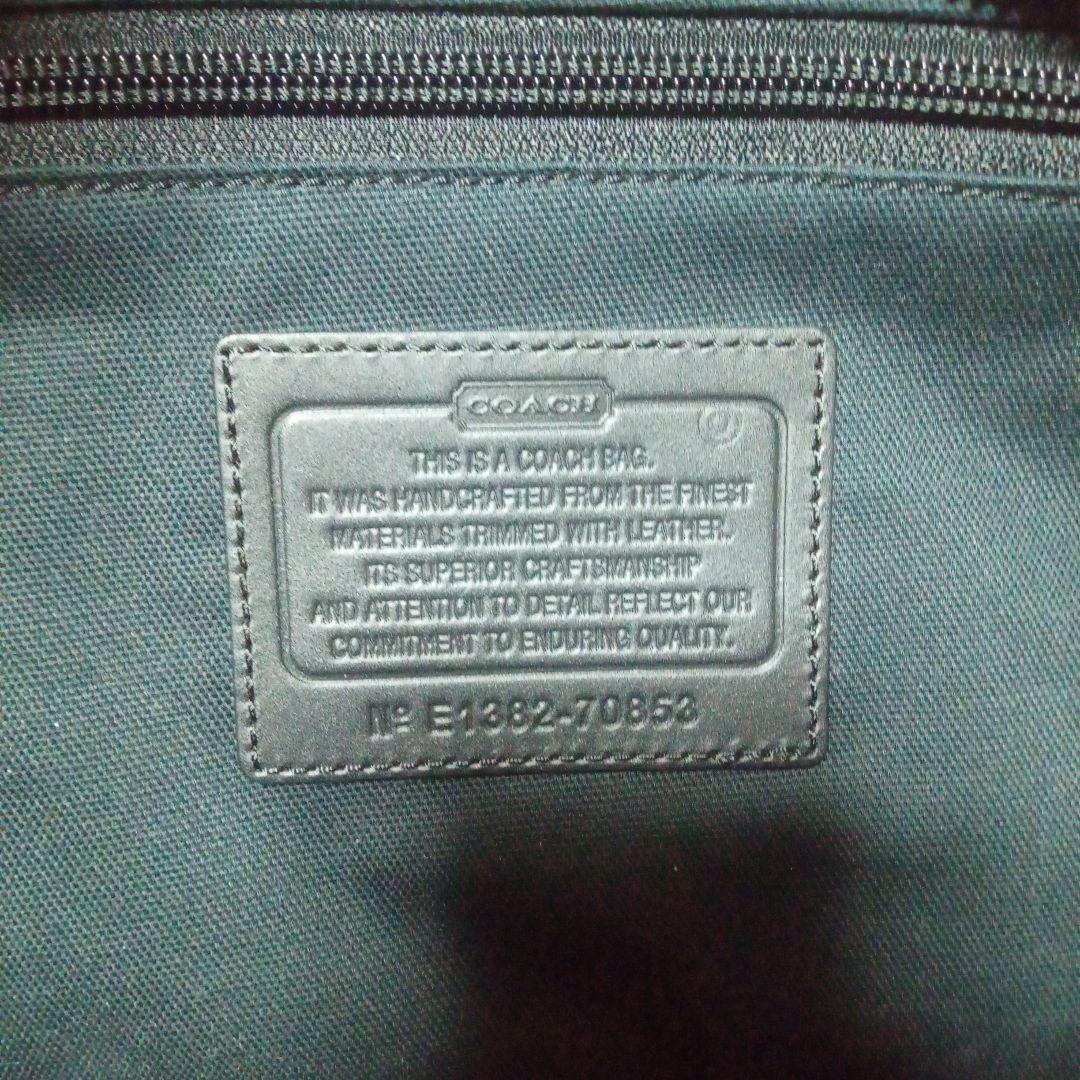 COACH
THIS IS A COACH BAG.
IT WAS HANDCRAFTED FROM THE FINEST
MATERIALS TRIMMED WITH LEATHER.
ITS SUPERIOR CRAFTSMANSHIP
AND ATTENTION TO DETAIL REFLECT OUR
COMMITMENT TO ENDURING QUALITY.
Nº E1382-70853